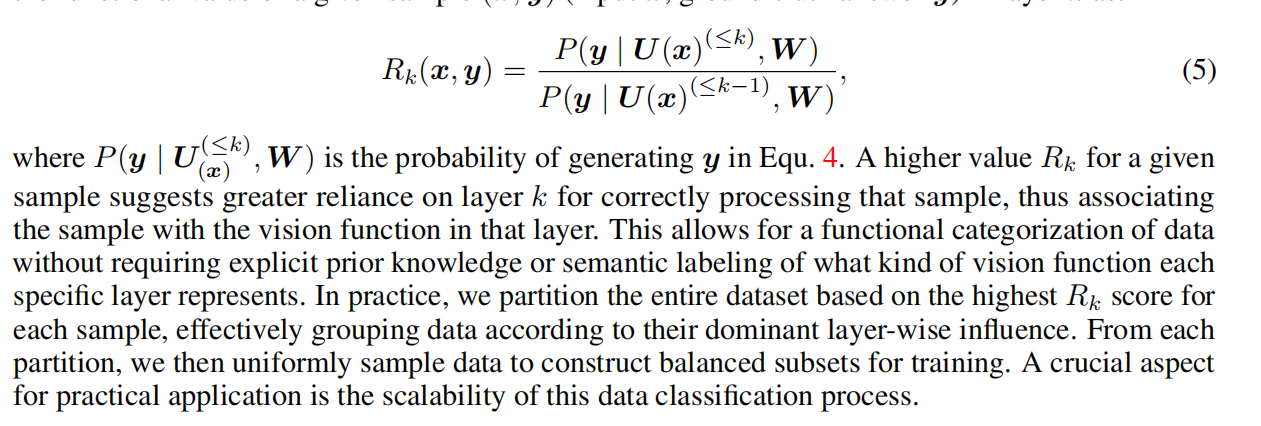 R_k(x, y) = P(y | U(x)^(≤k), W) / P(y | U(x)^(≤k−1), W), (5)
where P(y | U_(x)^(≤k), W) is the probability of generating y in Equ. 4. A higher value R_k for a given
sample suggests greater reliance on layer k for correctly processing that sample, thus associating
the sample with the vision function in that layer. This allows for a functional categorization of data
without requiring explicit prior knowledge or semantic labeling of what kind of vision function each
specific layer represents. In practice, we partition the entire dataset based on the highest R_k score for
each sample, effectively grouping data according to their dominant layer-wise influence. From each
partition, we then uniformly sample data to construct balanced subsets for training. A crucial aspect
for practical application is the scalability of this data classification process.